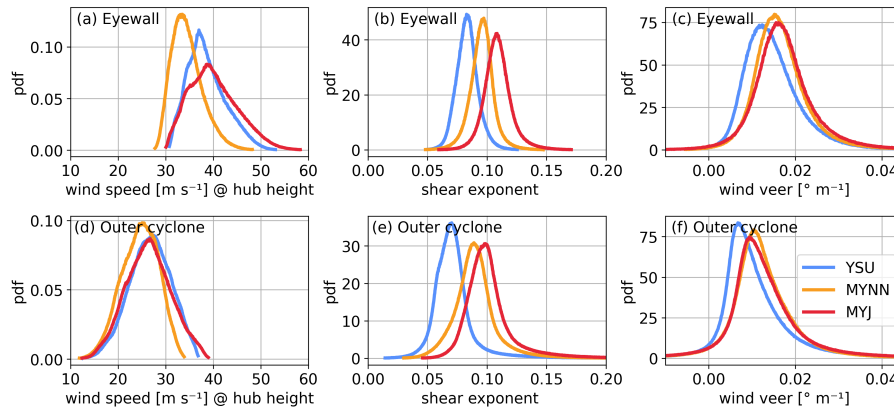 (a) Eyewall
(b) Eyewall
(c) Eyewall
pdf
0.10
0.05
0.00
10 20 30 40 50 60
wind speed [m s⁻¹] @ hub height
pdf
40
20
0
0.00 0.05 0.10 0.15 0.20
shear exponent
pdf
75
50
25
0
0.00 0.02 0.04
wind veer [° m⁻¹]
(d) Outer cyclone
(e) Outer cyclone
(f) Outer cyclone
pdf
0.10
0.05
0.00
10 20 30 40 50 60
wind speed [m s⁻¹] @ hub height
pdf
30
20
10
0
0.00 0.05 0.10 0.15 0.20
shear exponent
pdf
75
50
25
0
0.00 0.02 0.04
wind veer [° m⁻¹]
YSU
MYNN
MYJ